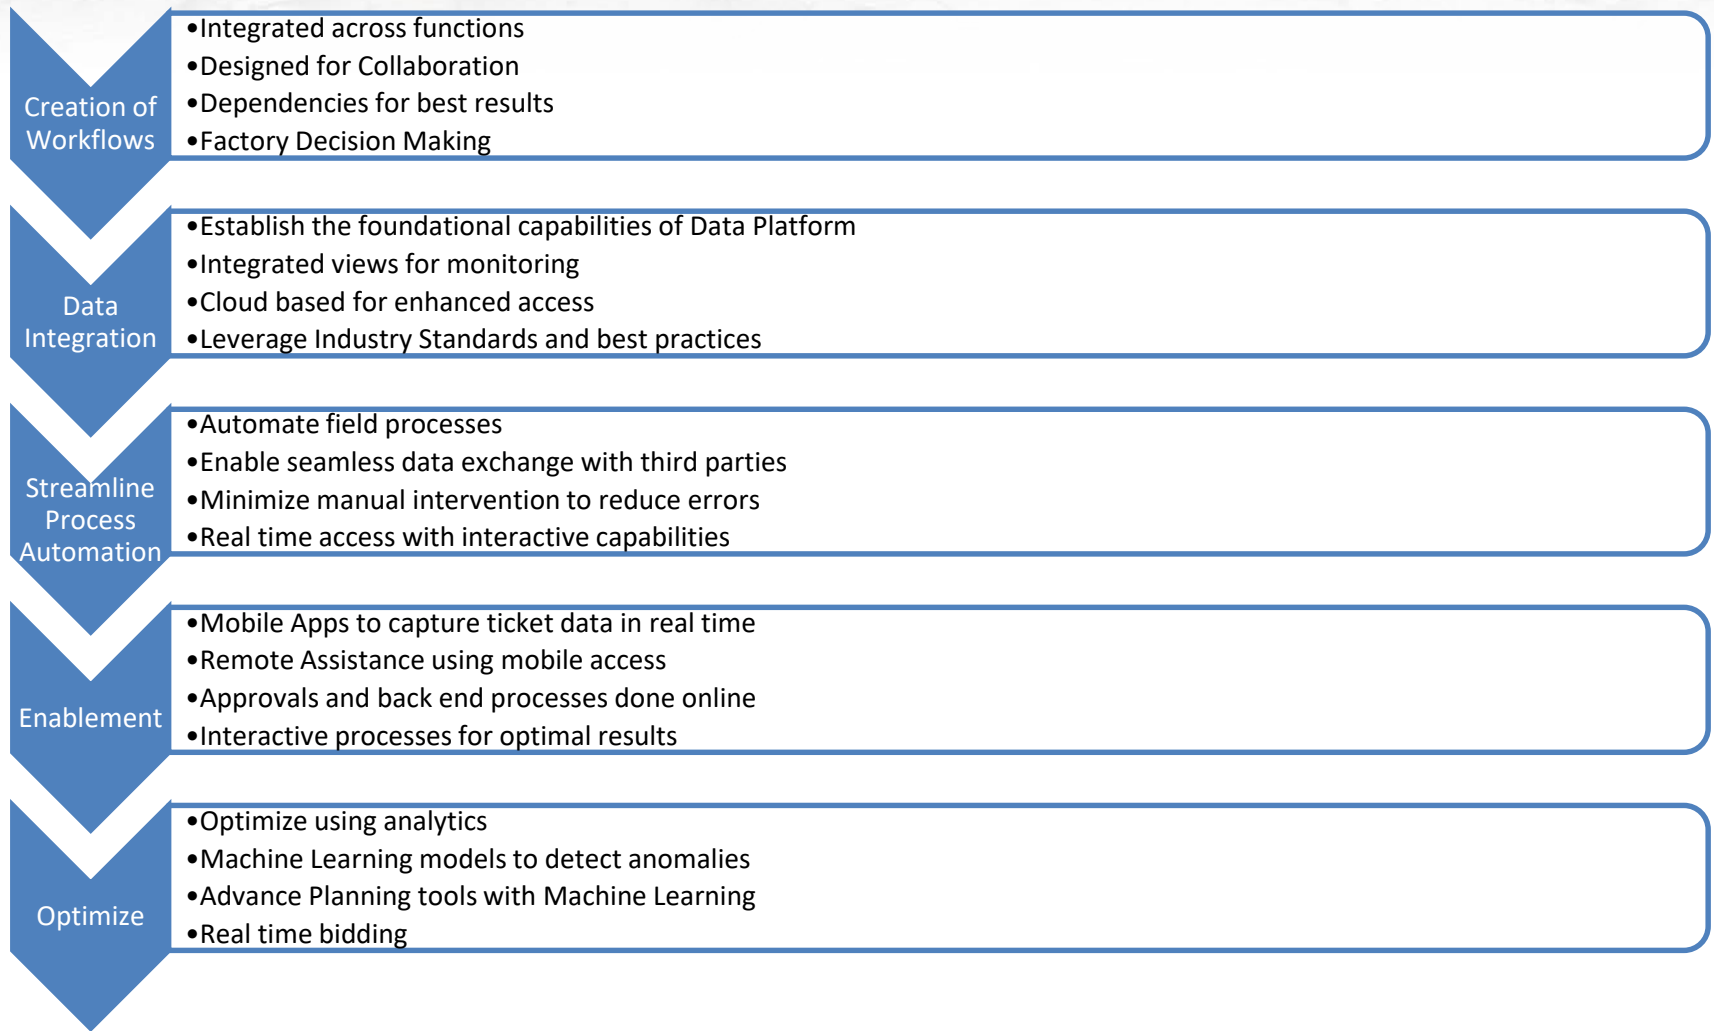 Creation of
Workflows
•Integrated across functions
•Designed for Collaboration
•Dependencies for best results
•Factory Decision Making
Data
Integration
•Establish the foundational capabilities of Data Platform
•Integrated views for monitoring
•Cloud based for enhanced access
•Leverage Industry Standards and best practices
Streamline
Process
Automation
•Automate field processes
•Enable seamless data exchange with third parties
•Minimize manual intervention to reduce errors
•Real time access with interactive capabilities
Enablement
•Mobile Apps to capture ticket data in real time
•Remote Assistance using mobile access
•Approvals and back end processes done online
•Interactive processes for optimal results
Optimize
•Optimize using analytics
•Machine Learning models to detect anomalies
•Advance Planning tools with Machine Learning
•Real time bidding